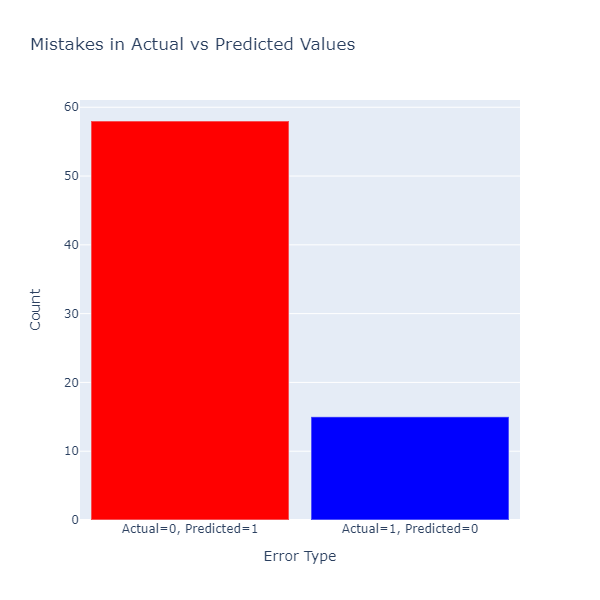 Mistakes in Actual vs Predicted Values
60
50
40
30
20
10
0
Count
Actual=0, Predicted=1
Actual=1, Predicted=0
Error Type